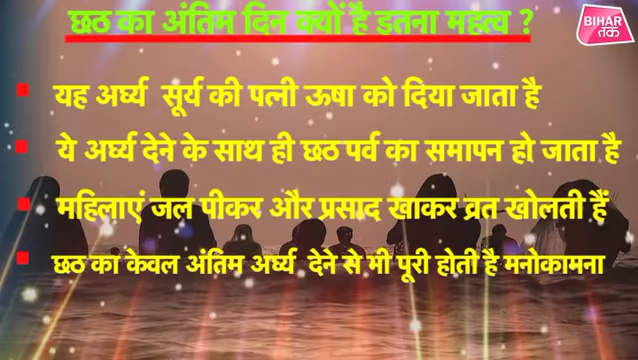 छठ का अंतिम दिन क्यों है इतना महत्व ?
BIHAR
तक
यह अर्घ्य सूर्य की पत्नी ऊषा को दिया जाता है
ये अर्घ्य देने के साथ ही छठ पर्व का समापन हो जाता है
महिलाएं जल पीकर और प्रसाद खाकर व्रत खोलती हैं
छठ का केवल अंतिम अर्घ्य देने से भी पूरी होती है मनोकामना